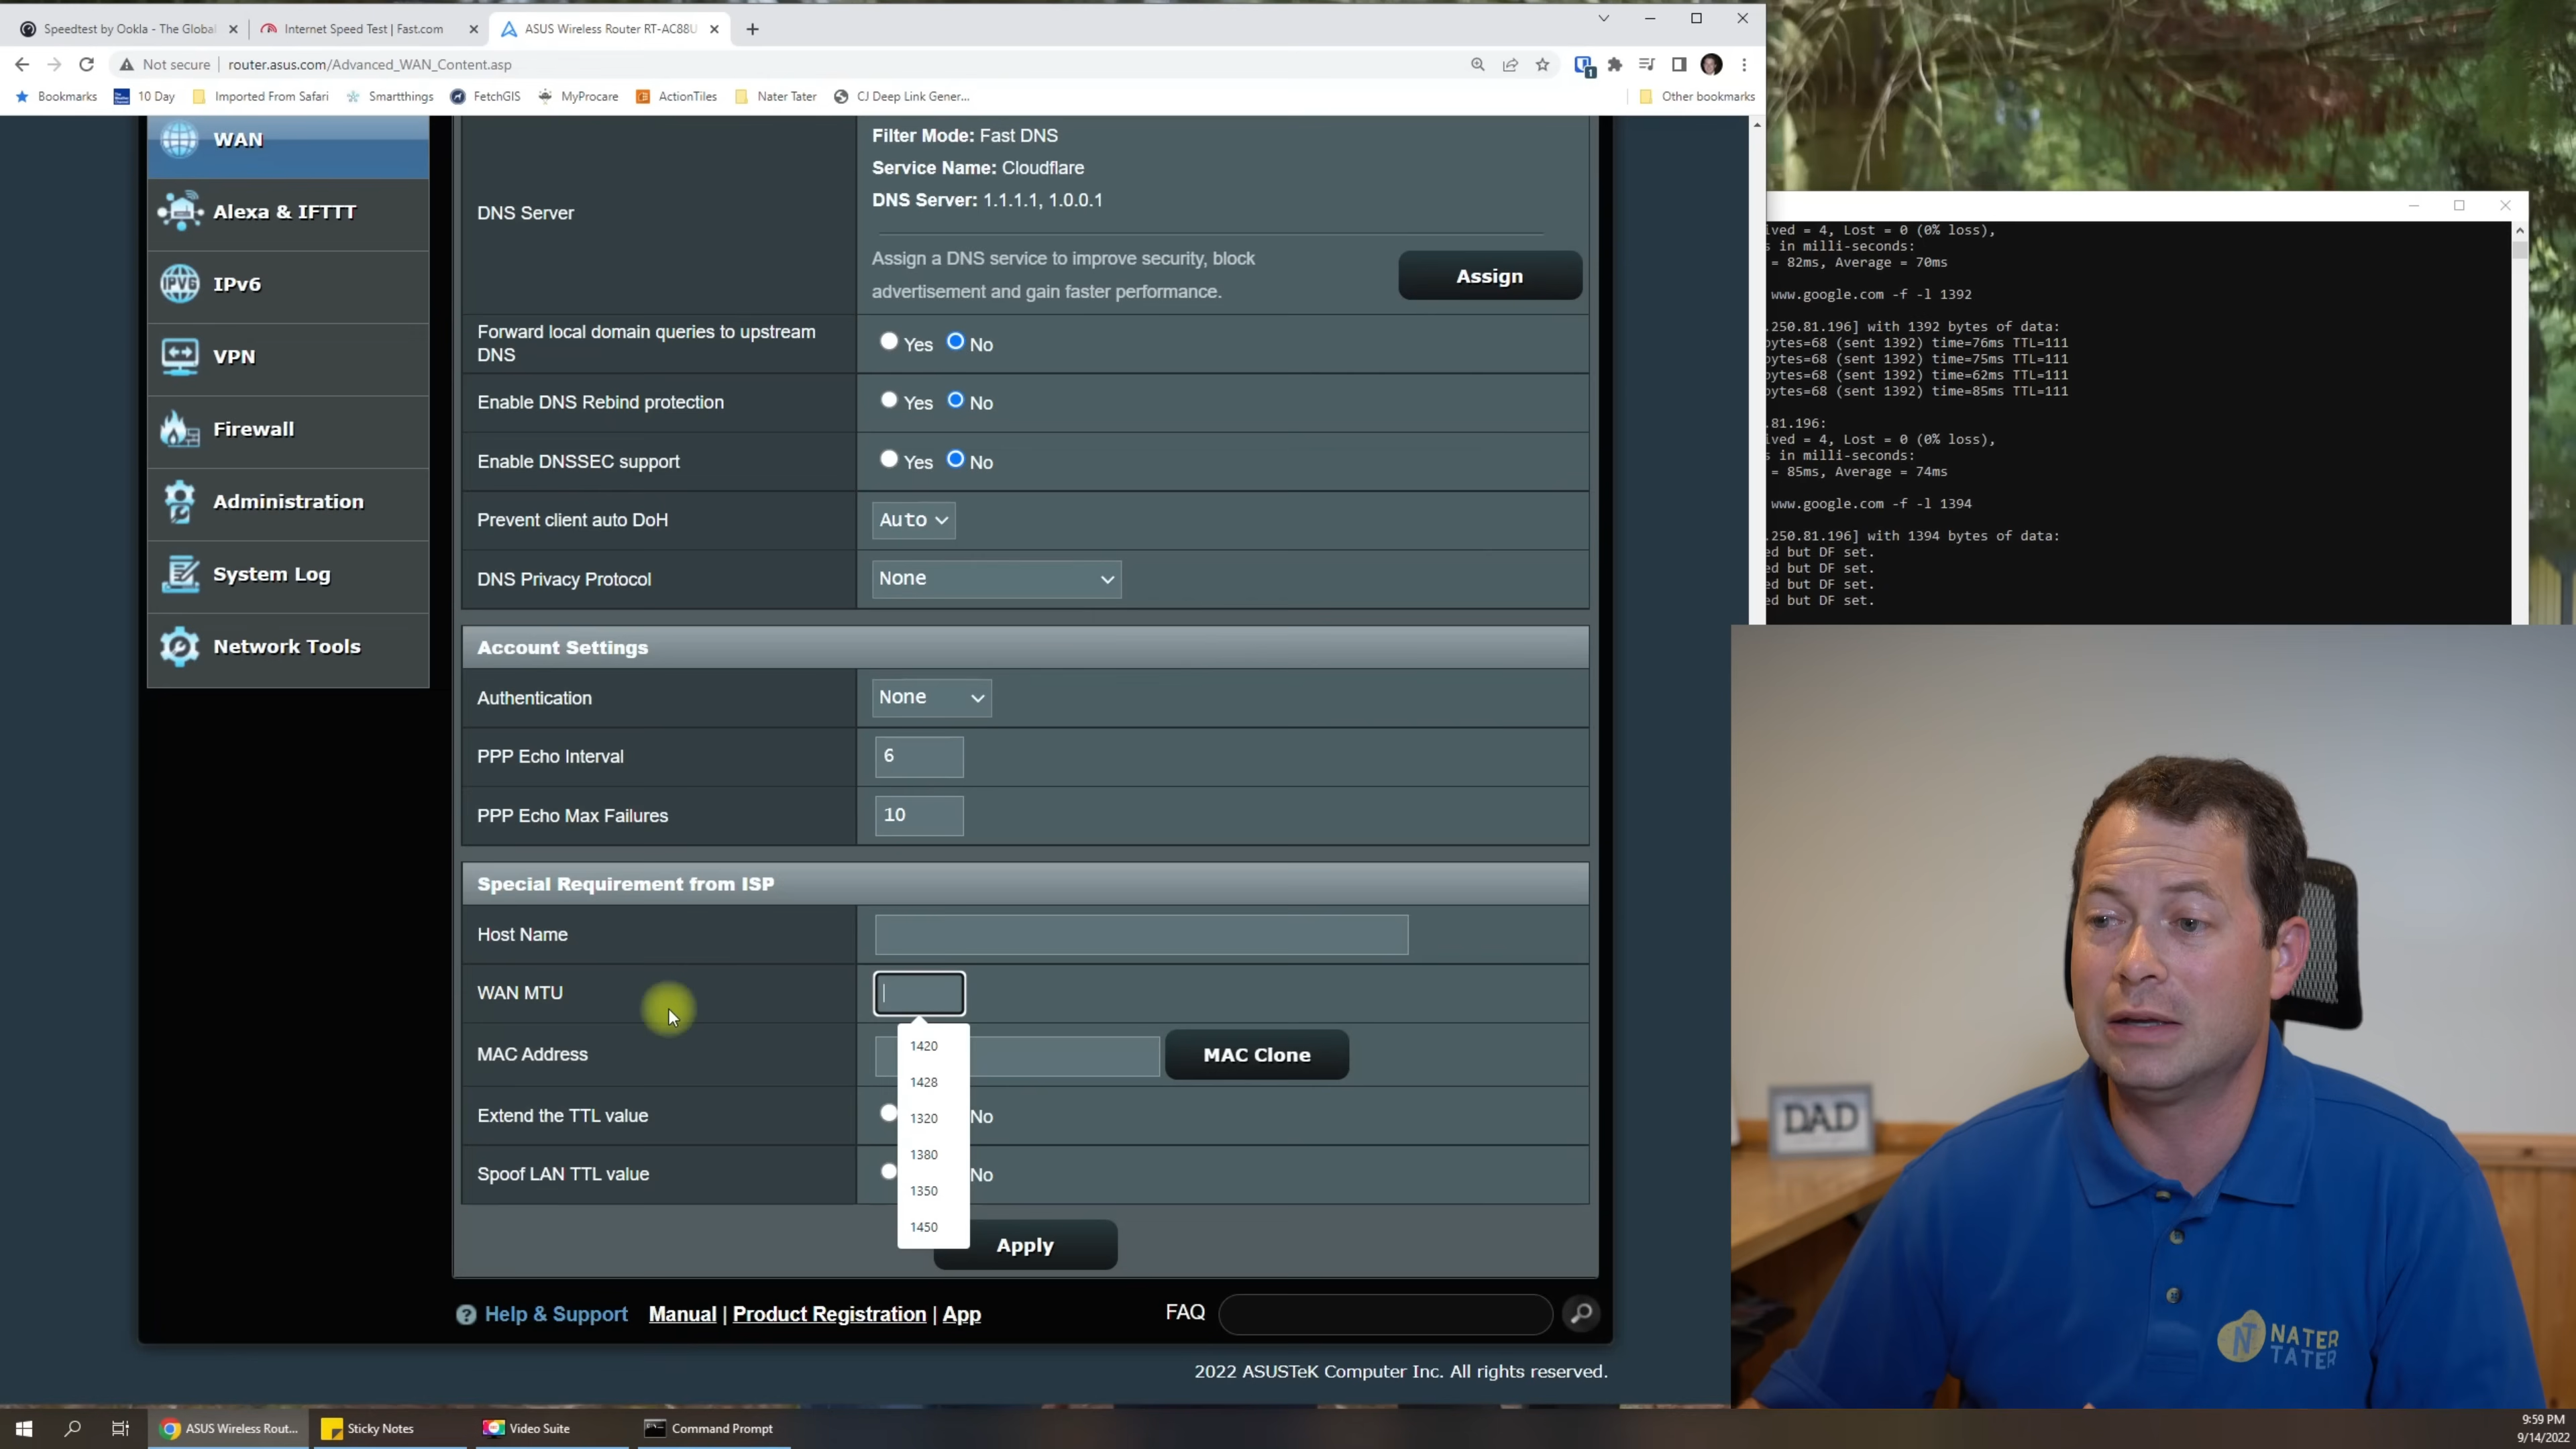 Speedtest by Ookla - The Global
Internet Speed Test | Fast.com
ASUS Wireless Router RT-AC88U
Not secure
router.asus.com/Advanced_WAN_Content.asp
1
Bookmarks
10 Day
Imported From Safari
Smartthings
FetchGIS
MyProcare
ActionTiles
Nater Tater
CJ Deep Link Gener...
Other bookmarks
WAN
Alexa & IFTTT
IPv6
VPN
Firewall
Administration
System Log
Network Tools
DNS Server
Filter Mode: Fast DNS
Service Name: Cloudflare
DNS Server: 1.1.1.1, 1.0.0.1
Assign a DNS service to improve security, block
advertisement and gain faster performance.
Assign
Forward local domain queries to upstream
DNS
Yes No
Enable DNS Rebind protection
Yes No
Enable DNSSEC support
Yes No
Prevent client auto DoH
Auto
DNS Privacy Protocol
None
Account Settings
Authentication
None
PPP Echo Interval
6
PPP Echo Max Failures
10
Special Requirement from ISP
Host Name
WAN MTU
1420
1428
1320
1380
1350
1450
MAC Address
MAC Clone
Extend the TTL value
No
Spoof LAN TTL value
No
Apply
Help & Support
Manual | Product Registration | App
FAQ
2022 ASUSTeK Computer Inc. All rights reserved.
ived = 4, Lost = 0 (0% loss),
s in milli-seconds:
= 82ms, Average = 70ms
www.google.com -f -l 1392
.250.81.196] with 1392 bytes of data:
bytes=68 (sent 1392) time=76ms TTL=111
bytes=68 (sent 1392) time=75ms TTL=111
bytes=68 (sent 1392) time=62ms TTL=111
bytes=68 (sent 1392) time=85ms TTL=111
.81.196:
ived = 4, Lost = 0 (0% loss),
s in milli-seconds:
= 85ms, Average = 74ms
www.google.com -f -l 1394
.250.81.196] with 1394 bytes of data:
ed but DF set.
ed but DF set.
ed but DF set.
ed but DF set.
DAD
NT
NATER
TATER
ASUS Wireless Rout...
Sticky Notes
Video Suite
Command Prompt
9:59 PM
9/14/2022